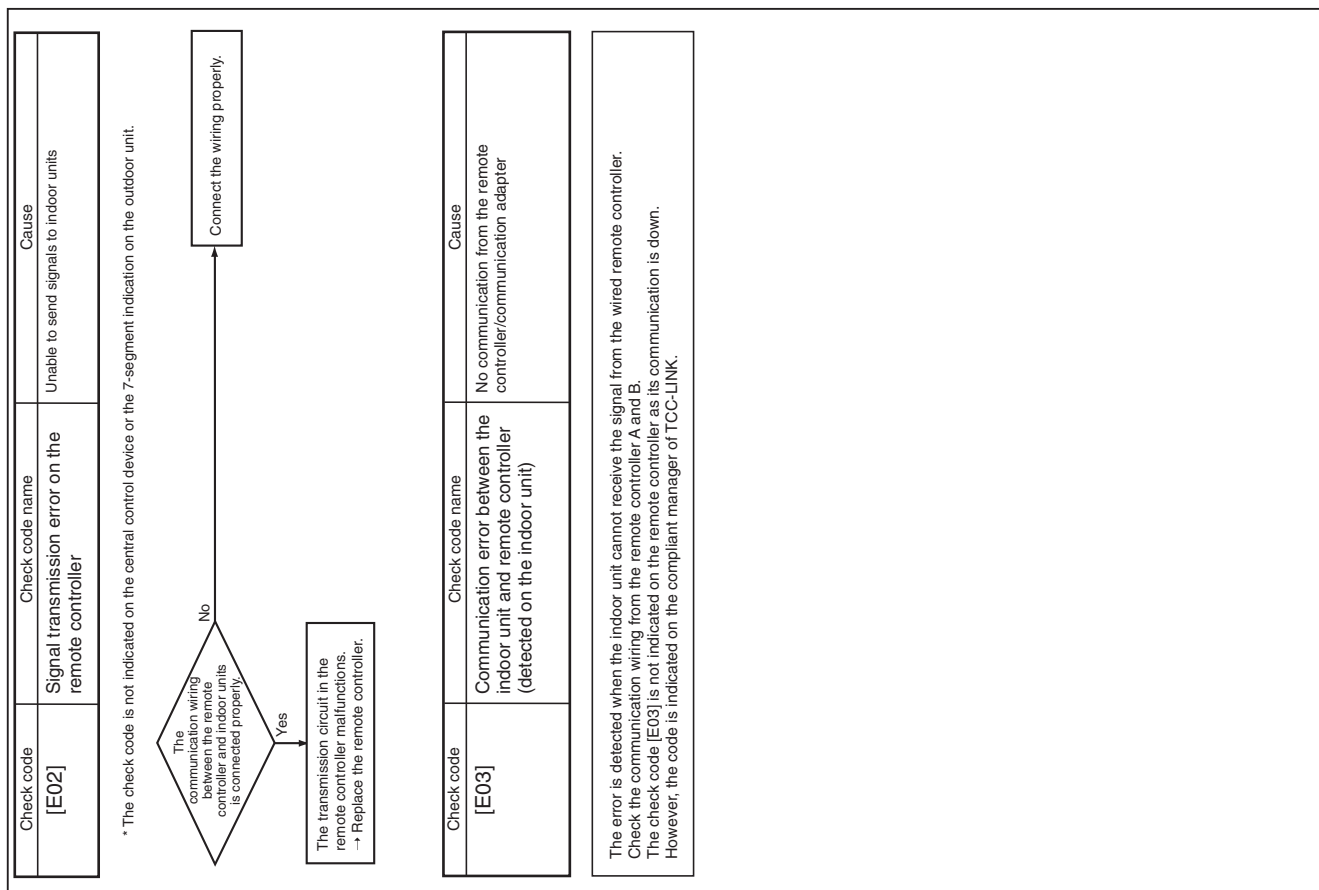 Check code
Check code name
Cause
[E02]
Signal transmission error on the
remote controller
Unable to send signals to indoor units
* The check code is not indicated on the central control device or the 7-segment indication on the outdoor unit.
The
communication wiring
between the remote
controller and indoor units
is connected properly.
No
Connect the wiring properly.
Yes
The transmission circuit in the
remote controller malfunctions.
→ Replace the remote controller.
Check code
Check code name
Cause
[E03]
Communication error between the
indoor unit and remote controller
(detected on the indoor unit)
No communication from the remote
controller/communication adapter
The error is detected when the indoor unit cannot receive the signal from the wired remote controller.
Check the communication wiring from the remote controller A and B.
The check code [E03] is not indicated on the remote controller as its communication is down.
However, the code is indicated on the compliant manager of TCC-LINK.